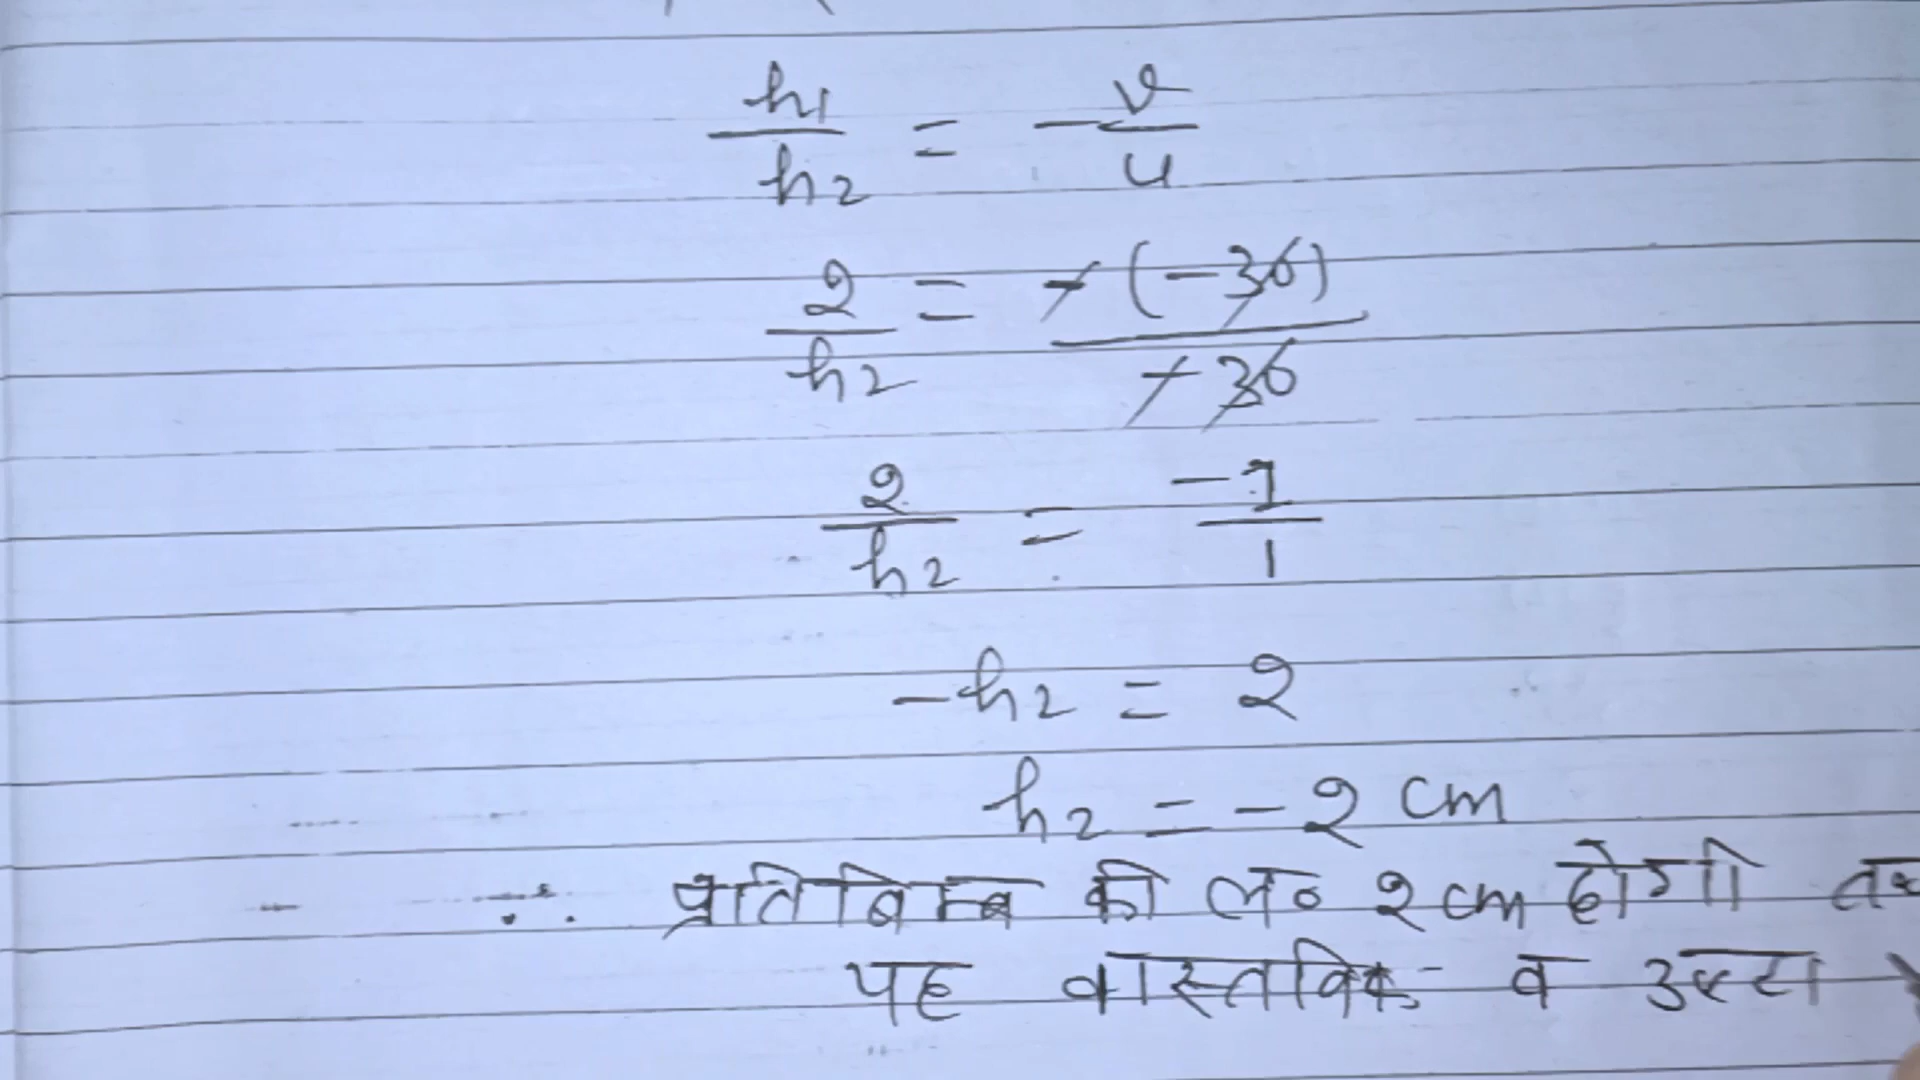 h1/h2 = -v/u
2/h2 = -(-36)/-36
2/h2 = -1/1
-h2 = 2
h2 = -2 cm
∴ प्रतिबिम्ब की ल० 2 cm होगी
यह वास्तविक व उल्टा